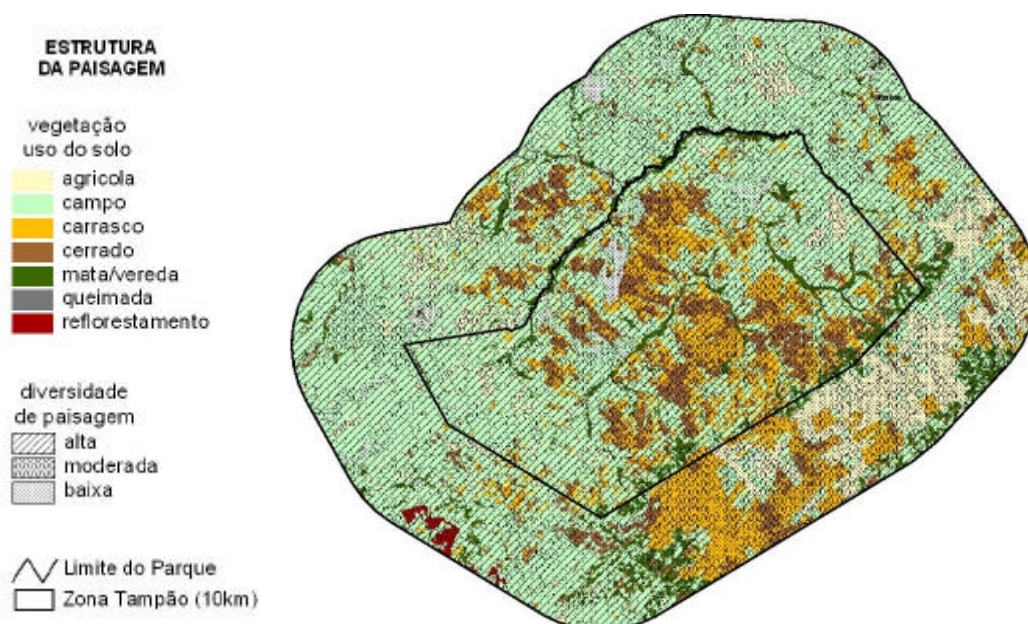 ESTRUTURA
DA PAISAGEM
vegetação
uso do solo
agricola
campo
carrasco
cerrado
mata/vereda
queimada
reflorestamento
diversidade
de paisagem
alta
moderada
baixa
Limite do Parque
Zona Tampão (10km)